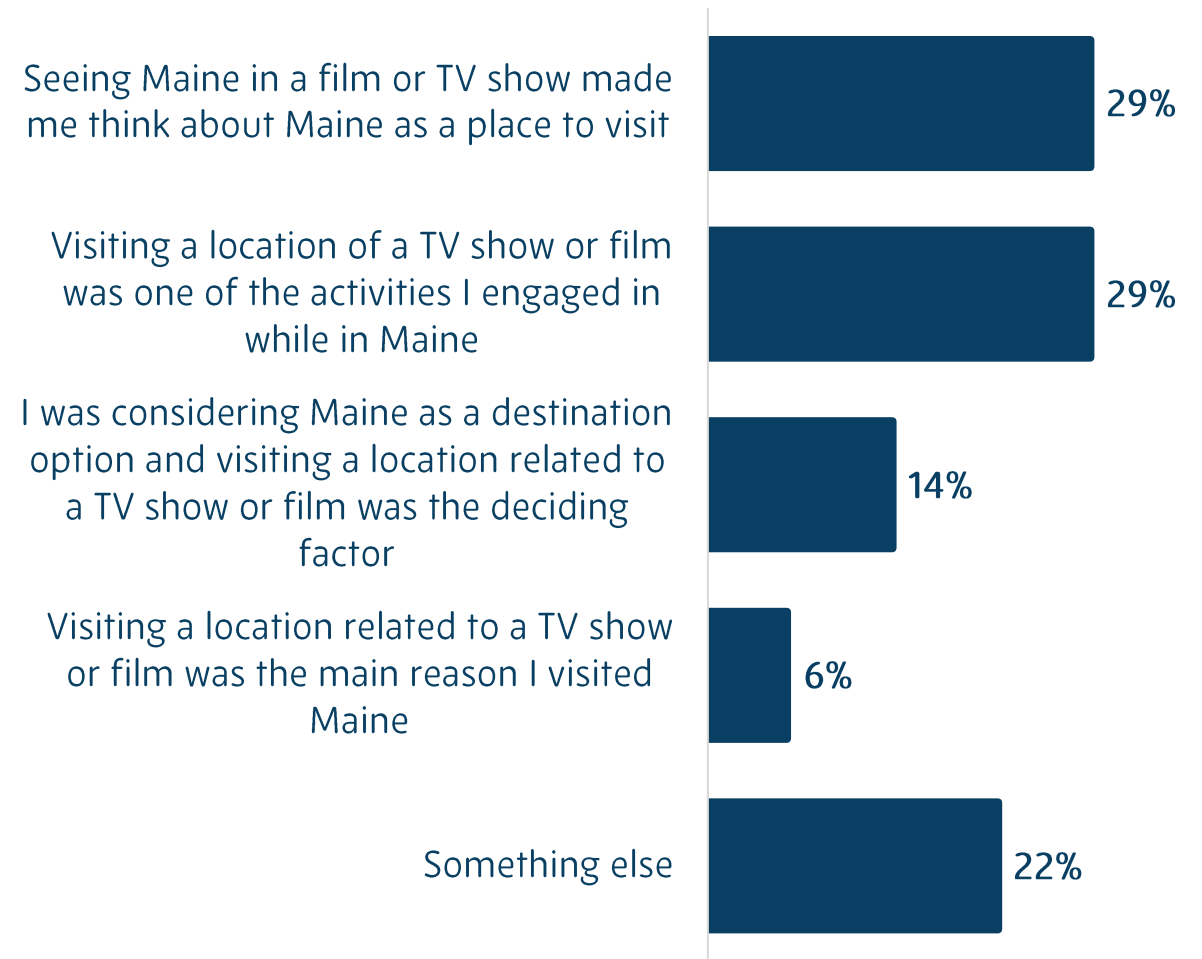 Seeing Maine in a film or TV show made
me think about Maine as a place to visit
29%
Visiting a location of a TV show or film
was one of the activities I engaged in
while in Maine
29%
I was considering Maine as a destination
option and visiting a location related to
a TV show or film was the deciding
factor
14%
Visiting a location related to a TV show
or film was the main reason I visited
Maine
6%
Something else
22%